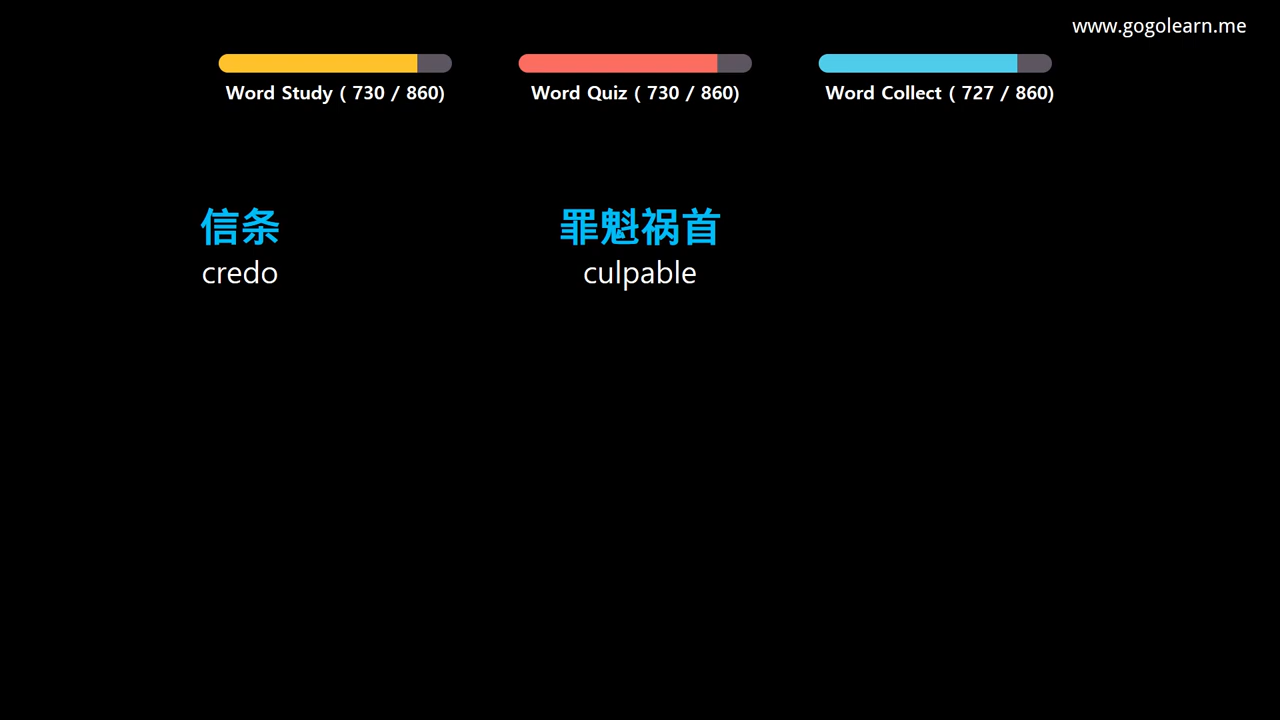 www.gogolearn.me
Word Study ( 730 / 860)
Word Quiz ( 730 / 860)
Word Collect ( 727 / 860)
信条
credo
罪魁祸首
culpable